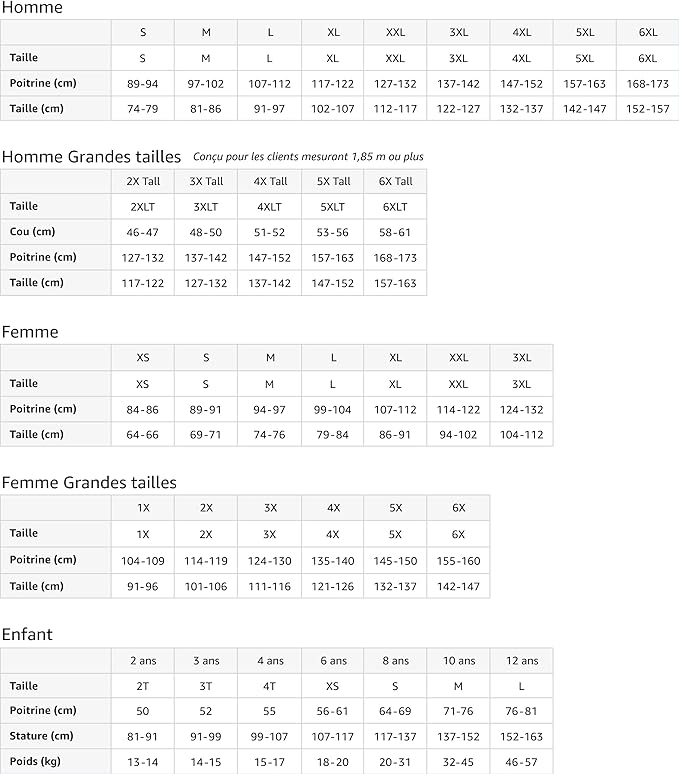 Homme
S M L XL XXL 3XL 4XL 5XL 6XL
Taille S M L XL XXL 3XL 4XL 5XL 6XL
Poitrine (cm) 89-94 97-102 107-112 117-122 127-132 137-142 147-152 157-163 168-173
Taille (cm) 74-79 81-86 91-97 102-107 112-117 122-127 132-137 142-147 152-157
Homme Grandes tailles Conçu pour les clients mesurant 1,85 m ou plus
2X Tall 3X Tall 4X Tall 5X Tall 6X Tall
Taille 2XLT 3XLT 4XLT 5XLT 6XLT
Cou (cm) 46-47 48-50 51-52 53-56 58-61
Poitrine (cm) 127-132 137-142 147-152 157-163 168-173
Taille (cm) 117-122 127-132 137-142 147-152 157-163
Femme
XS S M L XL XXL 3XL
Taille XS S M L XL XXL 3XL
Poitrine (cm) 84-86 89-91 94-97 99-104 107-112 114-122 124-132
Taille (cm) 64-66 69-71 74-76 79-84 86-91 94-102 104-112
Femme Grandes tailles
1X 2X 3X 4X 5X 6X
Taille 1X 2X 3X 4X 5X 6X
Poitrine (cm) 104-109 114-119 124-130 135-140 145-150 155-160
Taille (cm) 91-96 101-106 111-116 121-126 132-137 142-147
Enfant
2 ans 3 ans 4 ans 6 ans 8 ans 10 ans 12 ans
Taille 2T 3T 4T XS S M L
Poitrine (cm) 50 52 55 56-61 64-69 71-76 76-81
Stature (cm) 81-91 91-99 99-107 107-117 117-137 137-152 152-163
Poids (kg) 13-14 14-15 15-17 18-20 20-31 32-45 46-57